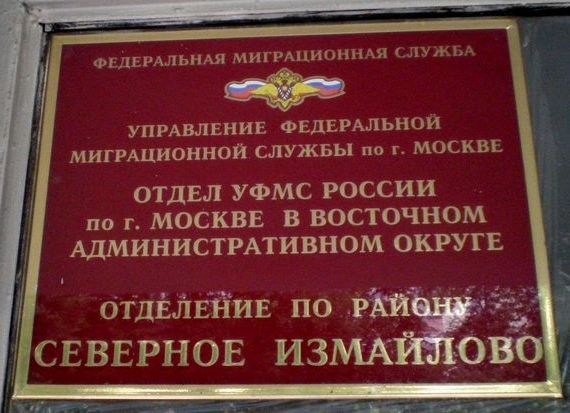 ФЕДЕРАЛЬНАЯ МИГРАЦИОННАЯ СЛУЖБА
УПРАВЛЕНИЕ ФЕДЕРАЛЬНОЙ
МИГРАЦИОННОЙ СЛУЖБЫ по г. МОСКВЕ
ОТДЕЛ УФМС РОССИИ
по г. МОСКВЕ В ВОСТОЧНОМ
АДМИНИСТРАТИВНОМ ОКРУГЕ
ОТДЕЛЕНИЕ ПО РАЙОНУ
СЕВЕРНОЕ ИЗМАЙЛОВО